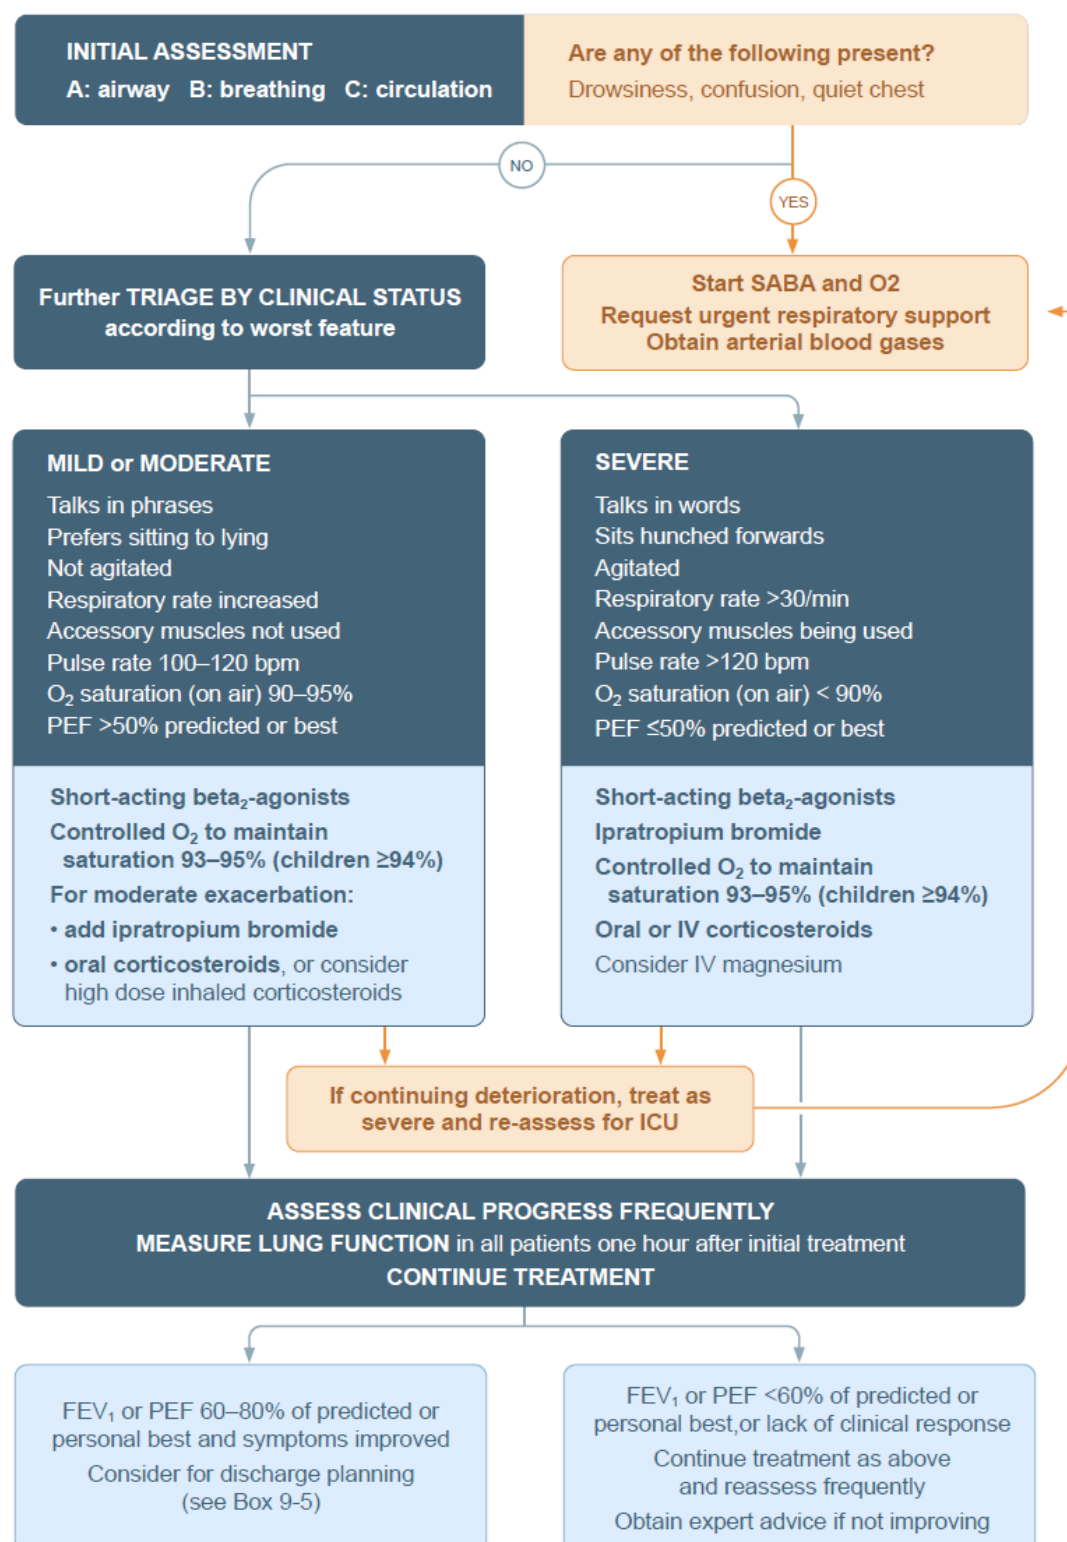 INITIAL ASSESSMENT
A: airway B: breathing C: circulation
Are any of the following present?
Drowsiness, confusion, quiet chest
NO
YES
Further TRIAGE BY CLINICAL STATUS
according to worst feature
Start SABA and O2
Request urgent respiratory support
Obtain arterial blood gases
MILD or MODERATE
Talks in phrases
Prefers sitting to lying
Not agitated
Respiratory rate increased
Accessory muscles not used
Pulse rate 100–120 bpm
O₂ saturation (on air) 90–95%
PEF >50% predicted or best
SEVERE
Talks in words
Sits hunched forwards
Agitated
Respiratory rate >30/min
Accessory muscles being used
Pulse rate >120 bpm
O₂ saturation (on air) < 90%
PEF ≤50% predicted or best
Short-acting beta₂-agonists
Controlled O₂ to maintain
saturation 93–95% (children ≥94%)
For moderate exacerbation:
• add ipratropium bromide
• oral corticosteroids, or consider
high dose inhaled corticosteroids
Short-acting beta₂-agonists
Ipratropium bromide
Controlled O₂ to maintain
saturation 93–95% (children ≥94%)
Oral or IV corticosteroids
Consider IV magnesium
If continuing deterioration, treat as
severe and re-assess for ICU
ASSESS CLINICAL PROGRESS FREQUENTLY
MEASURE LUNG FUNCTION in all patients one hour after initial treatment
CONTINUE TREATMENT
FEV₁ or PEF 60–80% of predicted or
personal best and symptoms improved
Consider for discharge planning
(see Box 9-5)
FEV₁ or PEF <60% of predicted or
personal best,or lack of clinical response
Continue treatment as above
and reassess frequently
Obtain expert advice if not improving